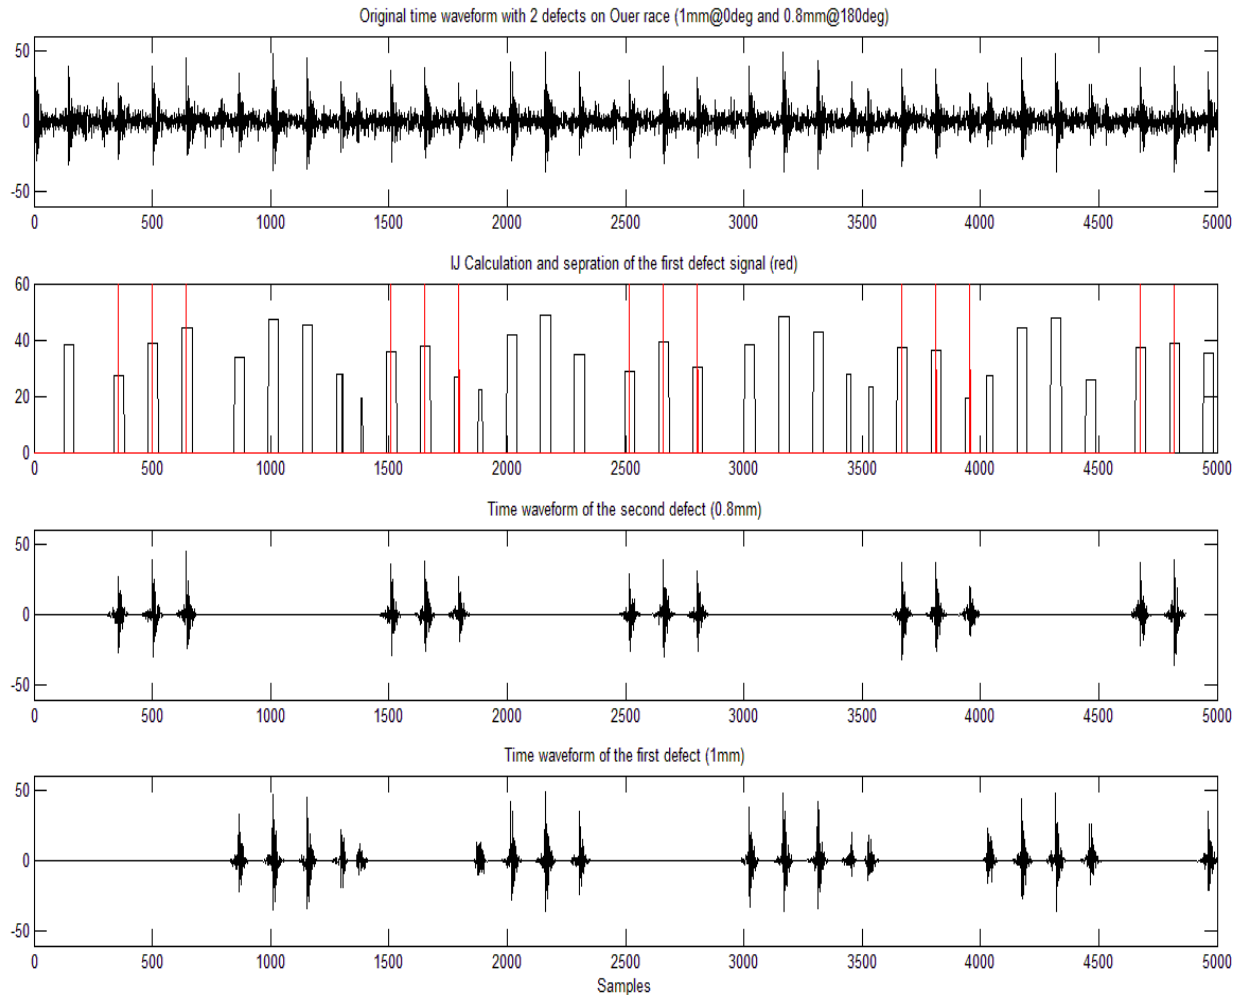 Original time waveform with 2 defects on Ouer race (1mm@0deg and 0.8mm@180deg)
50
0
-50
0 500 1000 1500 2000 2500 3000 3500 4000 4500 5000
IJ Calculation and sepration of the first defect signal (red)
60
40
20
0
0 500 1000 1500 2000 2500 3000 3500 4000 4500 5000
Time waveform of the second defect (0.8mm)
50
0
-50
0 500 1000 1500 2000 2500 3000 3500 4000 4500 5000
Time waveform of the first defect (1mm)
50
0
-50
0 500 1000 1500 2000 2500 3000 3500 4000 4500 5000
Samples